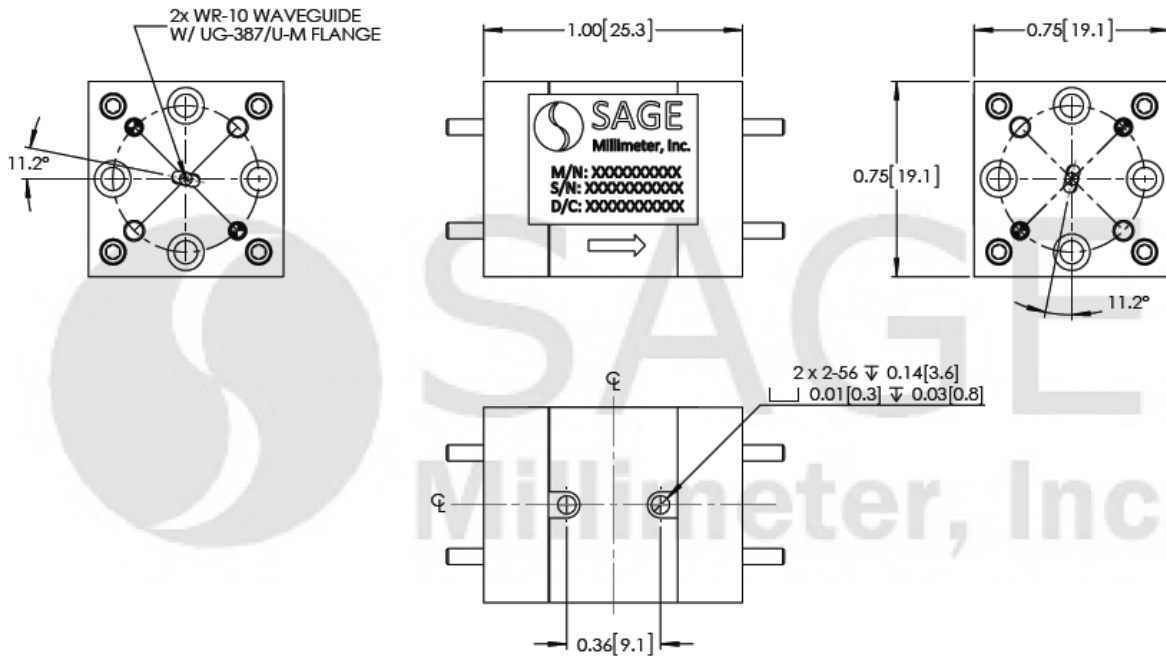 2x WR-10 WAVEGUIDE
W/ UG-387/U-M FLANGE
11.2°
1.00[25.3]
SAGE
Millimeter, Inc.
M/N: XXXXXXXXXX
S/N: XXXXXXXXXXX
D/C: XXXXXXXXXXX
0.75[19.1]
0.75[19.1]
11.2°
2 x 2-56 ↧ 0.14[3.6]
⌴ 0.01[0.3] ↧ 0.03[0.8]
℄
℄
0.36[9.1]
SAGE
Millimeter, Inc